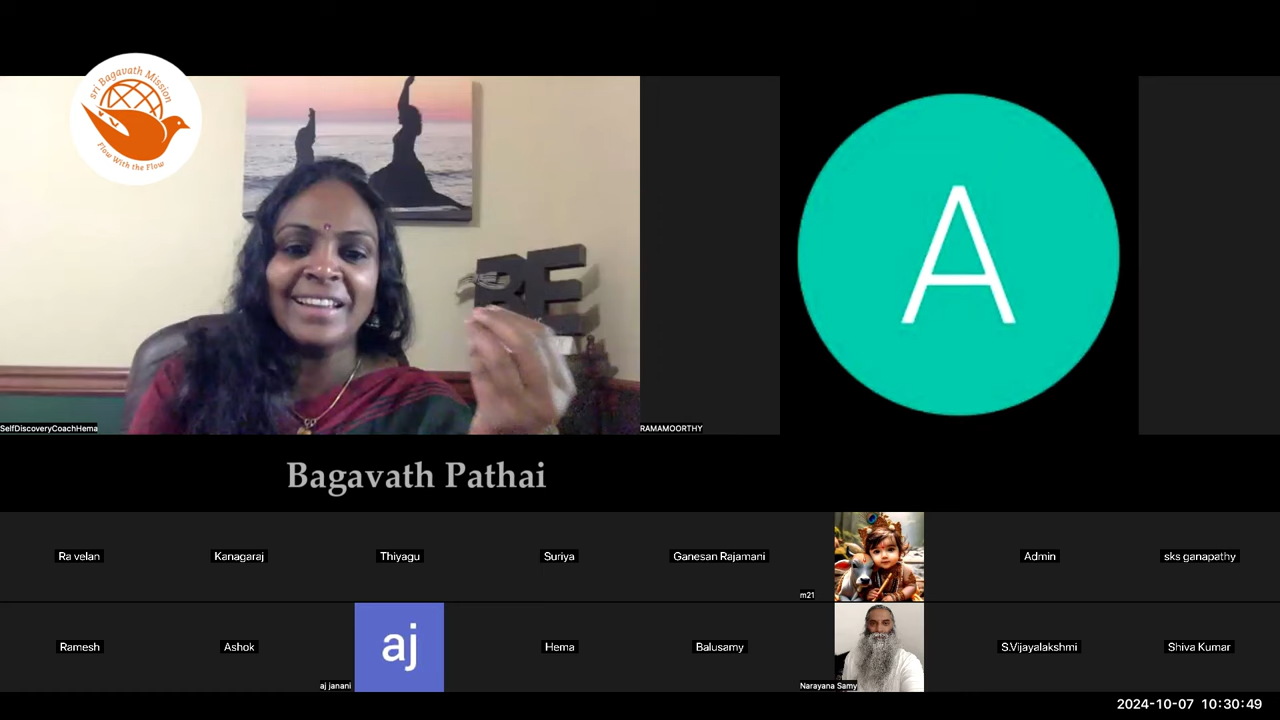 sri Bagavath Mission
Flow With the Flow
BE
SelfDiscoveryCoachHema
A
RAMAMOORTHY
Bagavath Pathai
Ra velan
Kanagaraj
Thiyagu
Suriya
Ganesan Rajamani
m21
Admin
sks ganapathy
Ramesh
Ashok
aj
aj janani
Hema
Balusamy
Narayana Samy
S.Vijayalakshmi
Shiva Kumar
2024-10-07 10:30:49